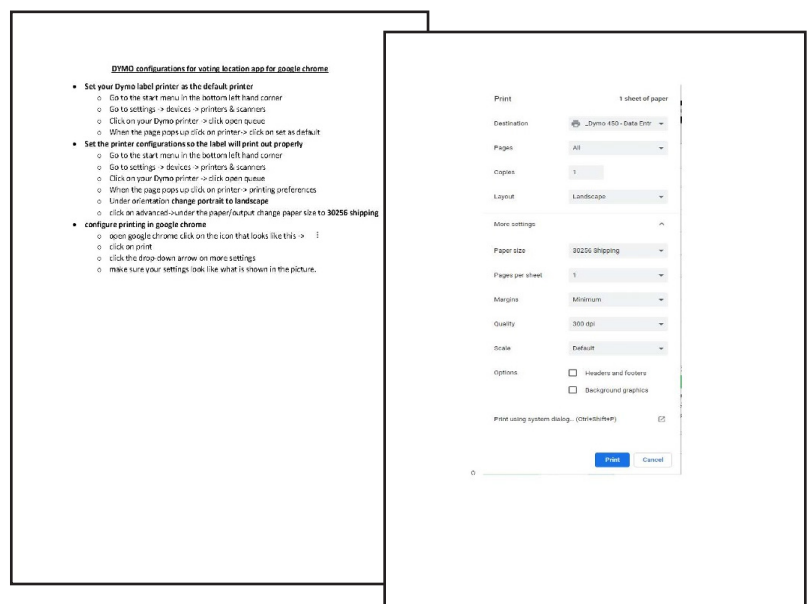 DYMO configurations for voting location app for google chrome
• Set your Dymo label printer as the default printer
o Go to the start menu in the bottom left hand corner
o Go to settings -> devices -> printers & scanners
o Click on your Dymo printer -> click open queue
o When the page pops up click on printer-> click on set as default
• Set the printer configurations so the label will print out properly
o Go to the start menu in the bottom left hand corner
o Go to settings -> devices -> printers & scanners
o Click on your Dymo printer -> click open queue
o When the page pops up click on printer-> printing preferences
o Under orientation change portrait to landscape
o click on advanced->under the paper/output change paper size to 30256 shipping
• configure printing in google chrome
o open google chrome click on the icon that looks like this -> ⋮
o click on print
o click the drop-down arrow on more settings
o make sure your settings look like what is shown in the picture.
Print 1 sheet of paper
Destination _Dymo 450 - Data Entr
Pages All
Copies 1
Layout Landscape
More settings
Paper size 30256 Shipping
Pages per sheet 1
Margins Minimum
Quality 300 dpi
Scale Default
Options Headers and footers
Background graphics
Print using system dialog... (Ctrl+Shift+P)
Print Cancel
o